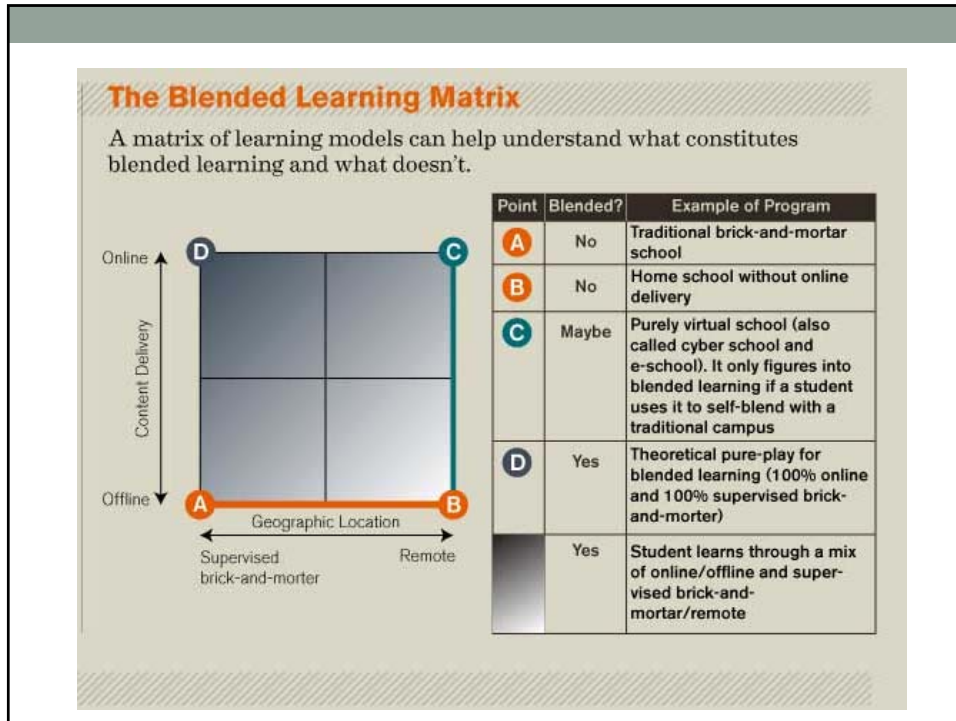 The Blended Learning Matrix
A matrix of learning models can help understand what constitutes
blended learning and what doesn't.
Online
D
C
Content Delivery
Offline
A
B
Geographic Location
Supervised
brick-and-morter
Remote
Point Blended? Example of Program
A No Traditional brick-and-mortar
school
B No Home school without online
delivery
C Maybe Purely virtual school (also
called cyber school and
e-school). It only figures into
blended learning if a student
uses it to self-blend with a
traditional campus
D Yes Theoretical pure-play for
blended learning (100% online
and 100% supervised brick-
and-morter)
Yes Student learns through a mix
of online/offline and super-
vised brick-and-
mortar/remote